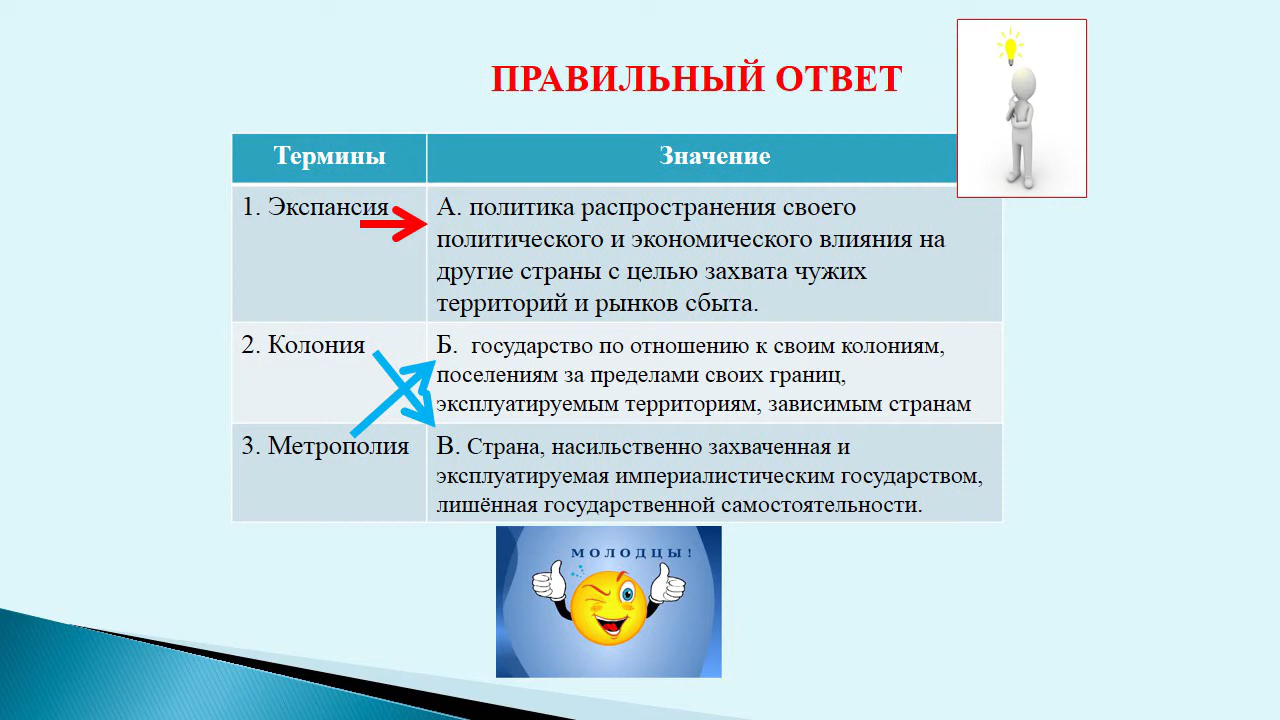 ПРАВИЛЬНЫЙ ОТВЕТ
Термины
Значение
1. Экспансия
А. политика распространения своего
политического и экономического влияния на
другие страны с целью захвата чужих
территорий и рынков сбыта.
2. Колония
Б. государство по отношению к своим колониям,
поселениям за пределами своих границ,
эксплуатируемым территориям, зависимым странам
3. Метрополия
В. Страна, насильственно захваченная и
эксплуатируемая империалистическим государством,
лишённая государственной самостоятельности.
МОЛОДЦЫ!